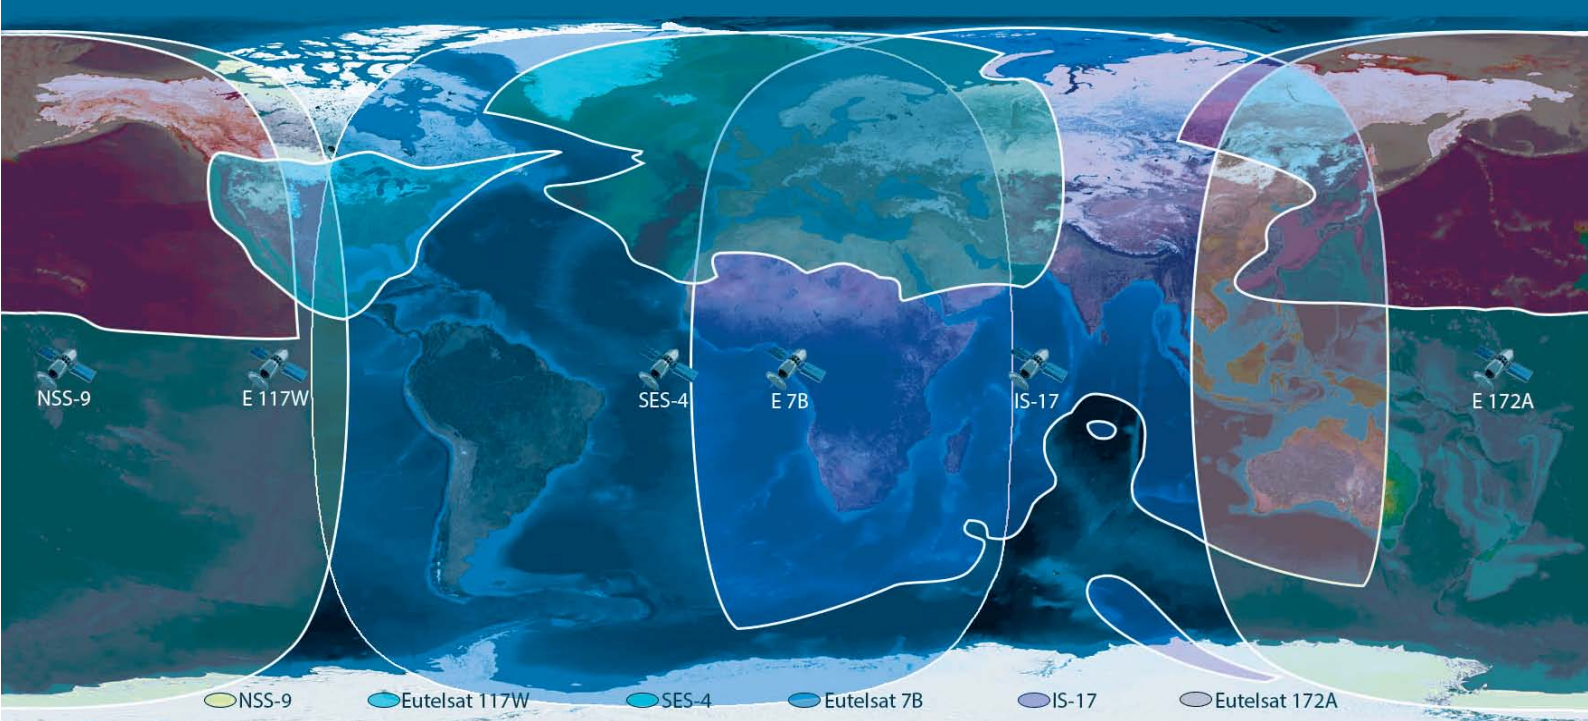 NSS-9
E 117W
SES-4
E 7B
IS-17
E 172A
NSS-9
Eutelsat 117W
SES-4
Eutelsat 7B
IS-17
Eutelsat 172A